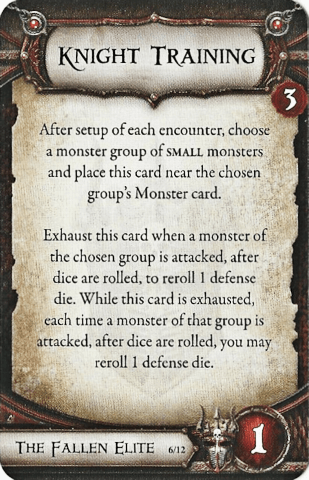 Knight Training
3
After setup of each encounter, choose
a monster group of SMALL monsters
and place this card near the chosen
group's Monster card.
Exhaust this card when a monster of
the chosen group is attacked, after
dice are rolled, to reroll 1 defense
die. While this card is exhausted,
each time a monster of that group is
attacked, after dice are rolled, you may
reroll 1 defense die.
The Fallen Elite 6/12
1